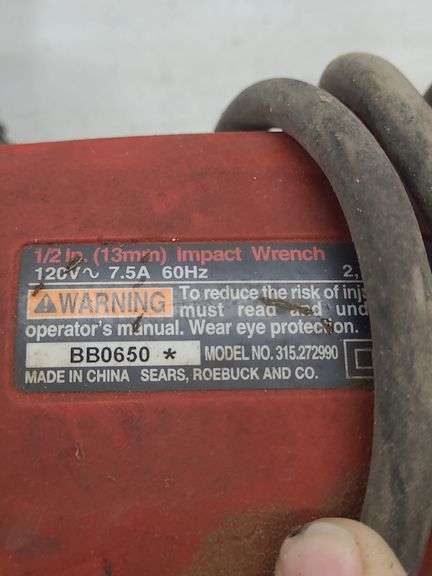 1/2 In. (13mm) Impact Wrench
120V~ 7.5A 60Hz 2,
⚠WARNING To reduce the risk of inj
must read and und
operator's manual. Wear eye protection.
BB0650 * MODEL NO. 315.272990
MADE IN CHINA SEARS, ROEBUCK AND CO.